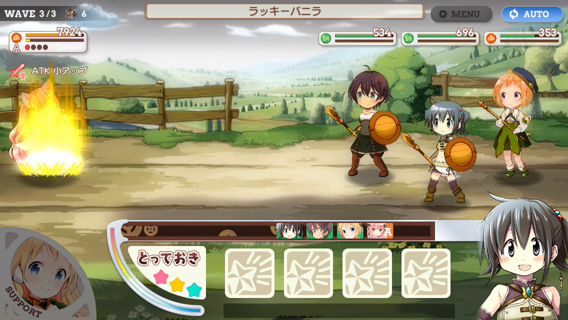 WAVE 3/3
6
ラッキーバニラ
MENU
AUTO
7924
A
534
696
353
ATK 小アップ
とっておき
SUPPORT